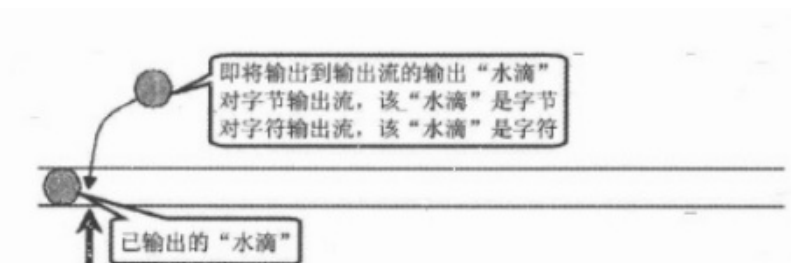 即将输出到输出流的输出“水滴”
对字节输出流，该“水滴”是字节
对字符输出流，该“水滴”是字符
已输出的“水滴”